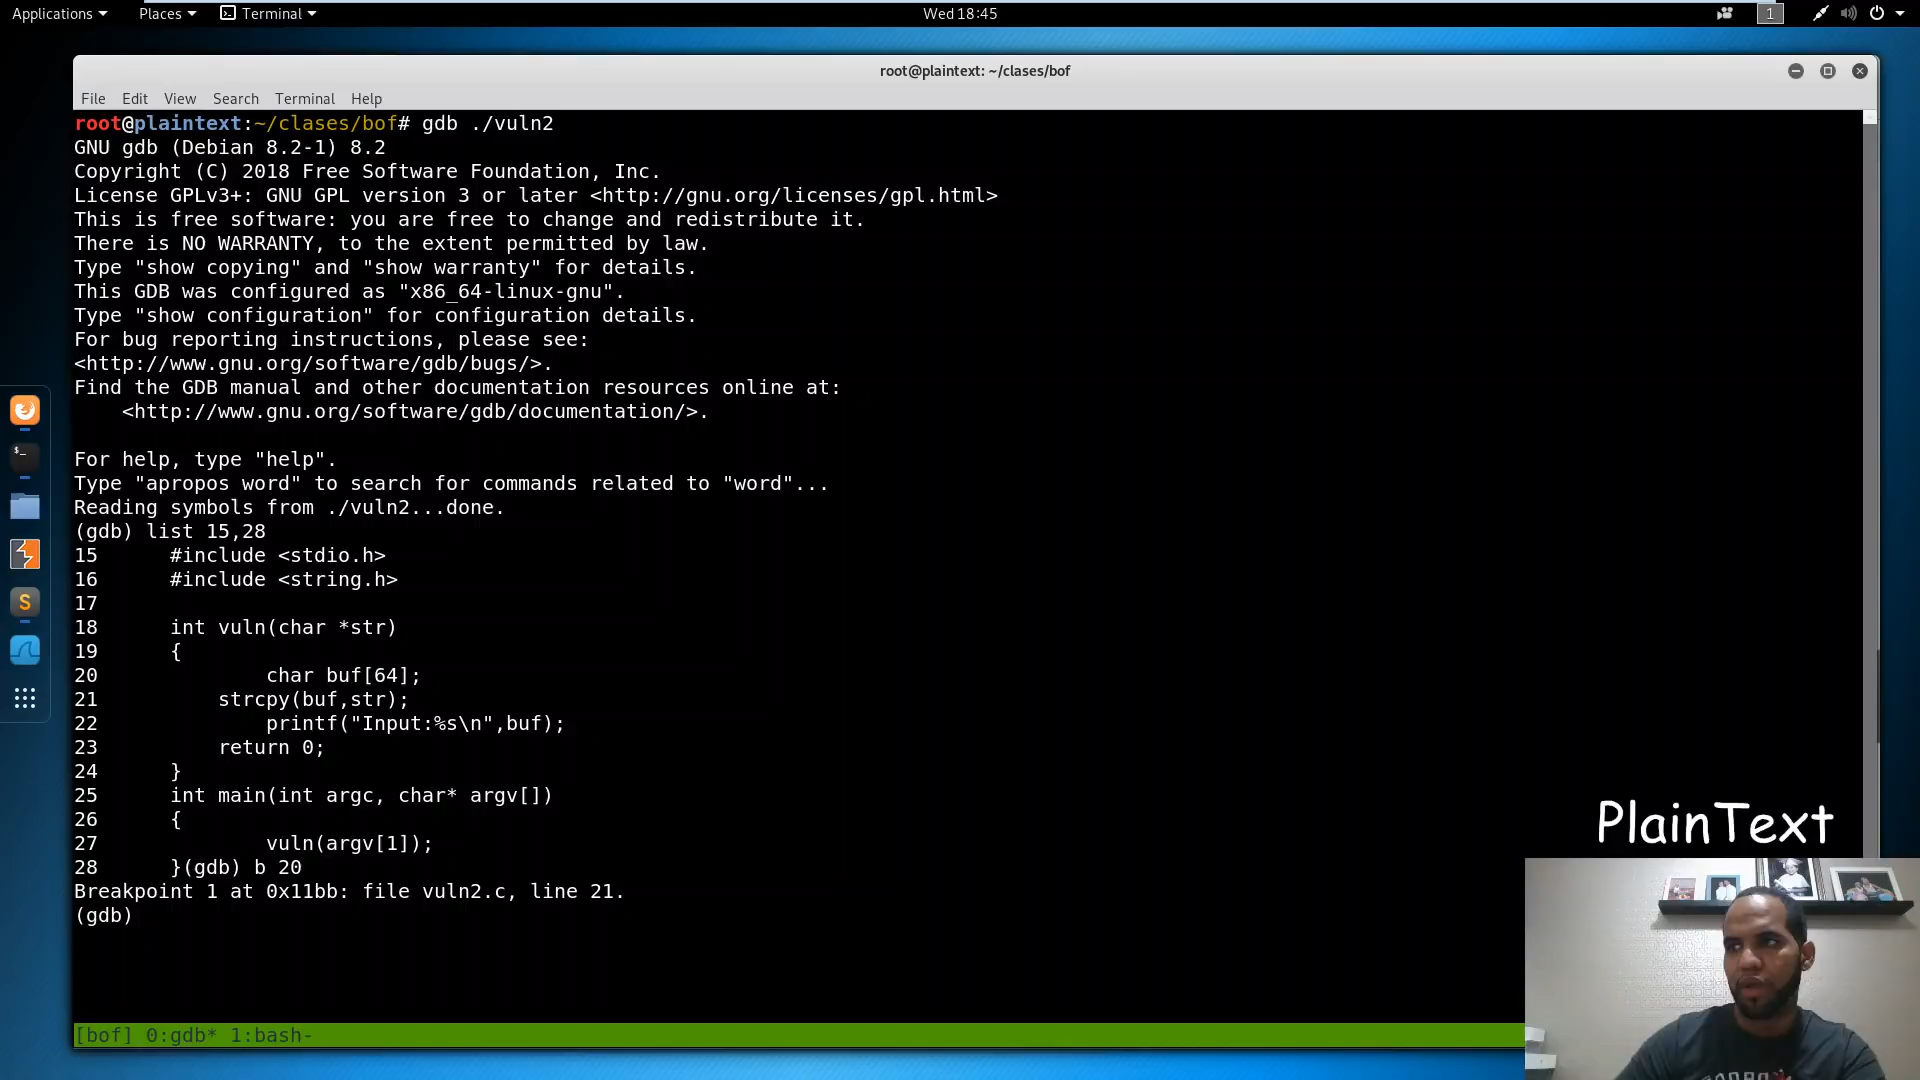 Applications Places Terminal Wed 18:45 1
root@plaintext: ~/clases/bof
File Edit View Search Terminal Help
root@plaintext:~/clases/bof# gdb ./vuln2
GNU gdb (Debian 8.2-1) 8.2
Copyright (C) 2018 Free Software Foundation, Inc.
License GPLv3+: GNU GPL version 3 or later <http://gnu.org/licenses/gpl.html>
This is free software: you are free to change and redistribute it.
There is NO WARRANTY, to the extent permitted by law.
Type "show copying" and "show warranty" for details.
This GDB was configured as "x86_64-linux-gnu".
Type "show configuration" for configuration details.
For bug reporting instructions, please see:
<http://www.gnu.org/software/gdb/bugs/>.
Find the GDB manual and other documentation resources online at:
    <http://www.gnu.org/software/gdb/documentation/>.
For help, type "help".
Type "apropos word" to search for commands related to "word"...
Reading symbols from ./vuln2...done.
(gdb) list 15,28
15      #include <stdio.h>
16      #include <string.h>
17
18      int vuln(char *str)
19      {
20              char buf[64];
21          strcpy(buf,str);
22              printf("Input:%s\n",buf);
23          return 0;
24      }
25      int main(int argc, char* argv[])
26      {
27              vuln(argv[1]);
28      }(gdb) b 20
Breakpoint 1 at 0x11bb: file vuln2.c, line 21.
(gdb)
PlainText
[bof] 0:gdb* 1:bash-